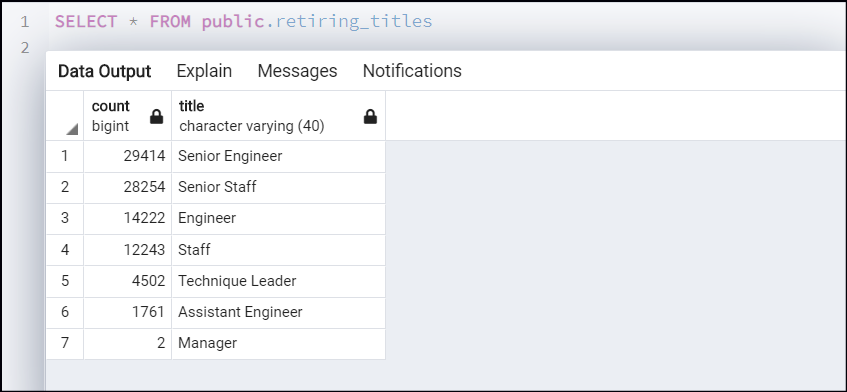 1 SELECT * FROM public.retiring_titles
2
Data Output Explain Messages Notifications
count title
bigint character varying (40)
1 29414 Senior Engineer
2 28254 Senior Staff
3 14222 Engineer
4 12243 Staff
5 4502 Technique Leader
6 1761 Assistant Engineer
7 2 Manager